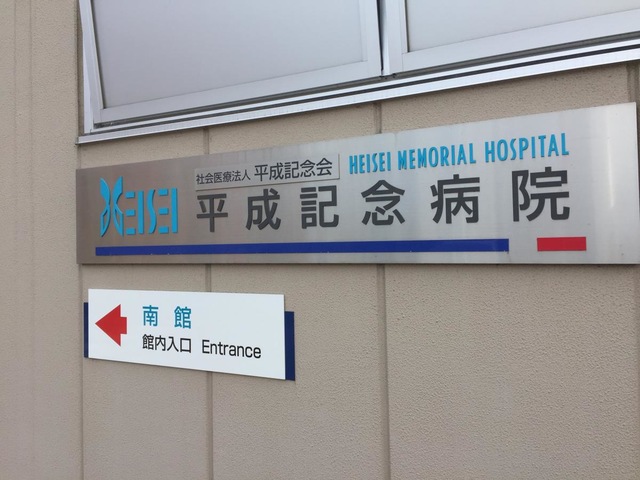 社会医療法人 平成記念会 HEISEI MEMORIAL HOSPITAL
HEISEI 平成記念病院
南館
館内入口 Entrance